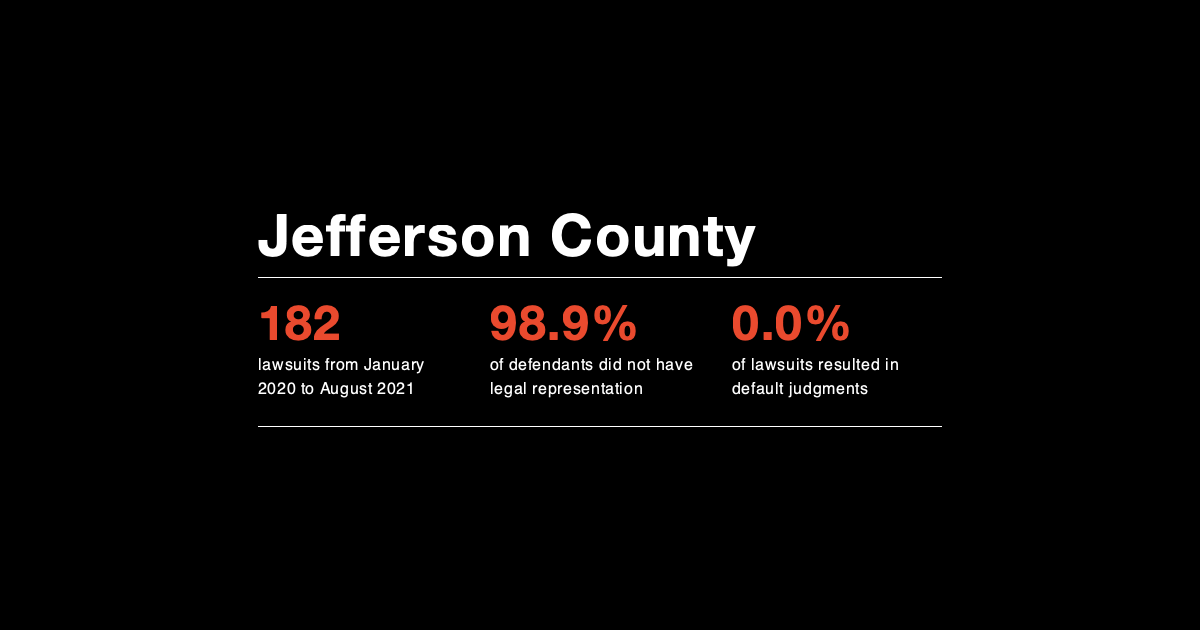 Jefferson County
182
lawsuits from January
2020 to August 2021
98.9%
of defendants did not have
legal representation
0.0%
of lawsuits resulted in
default judgments